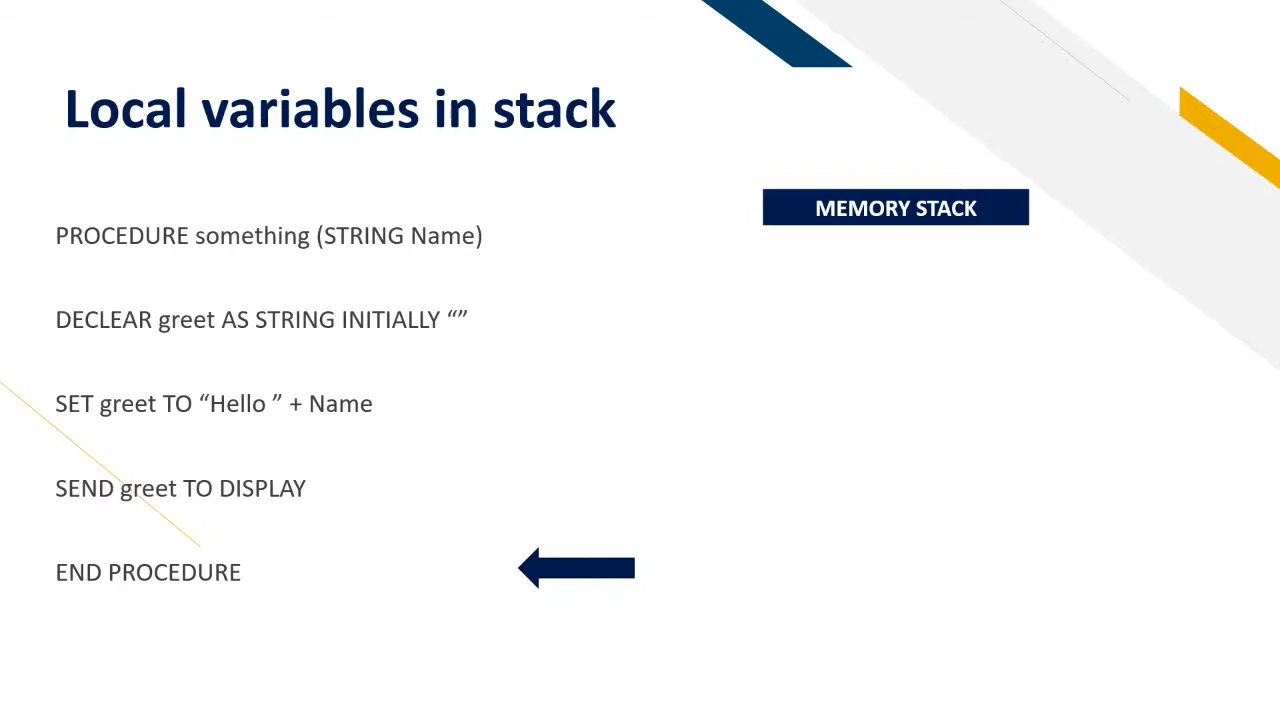 Local variables in stack
MEMORY STACK
PROCEDURE something (STRING Name)
DECLEAR greet AS STRING INITIALLY “”
SET greet TO “Hello ” + Name
SEND greet TO DISPLAY
END PROCEDURE